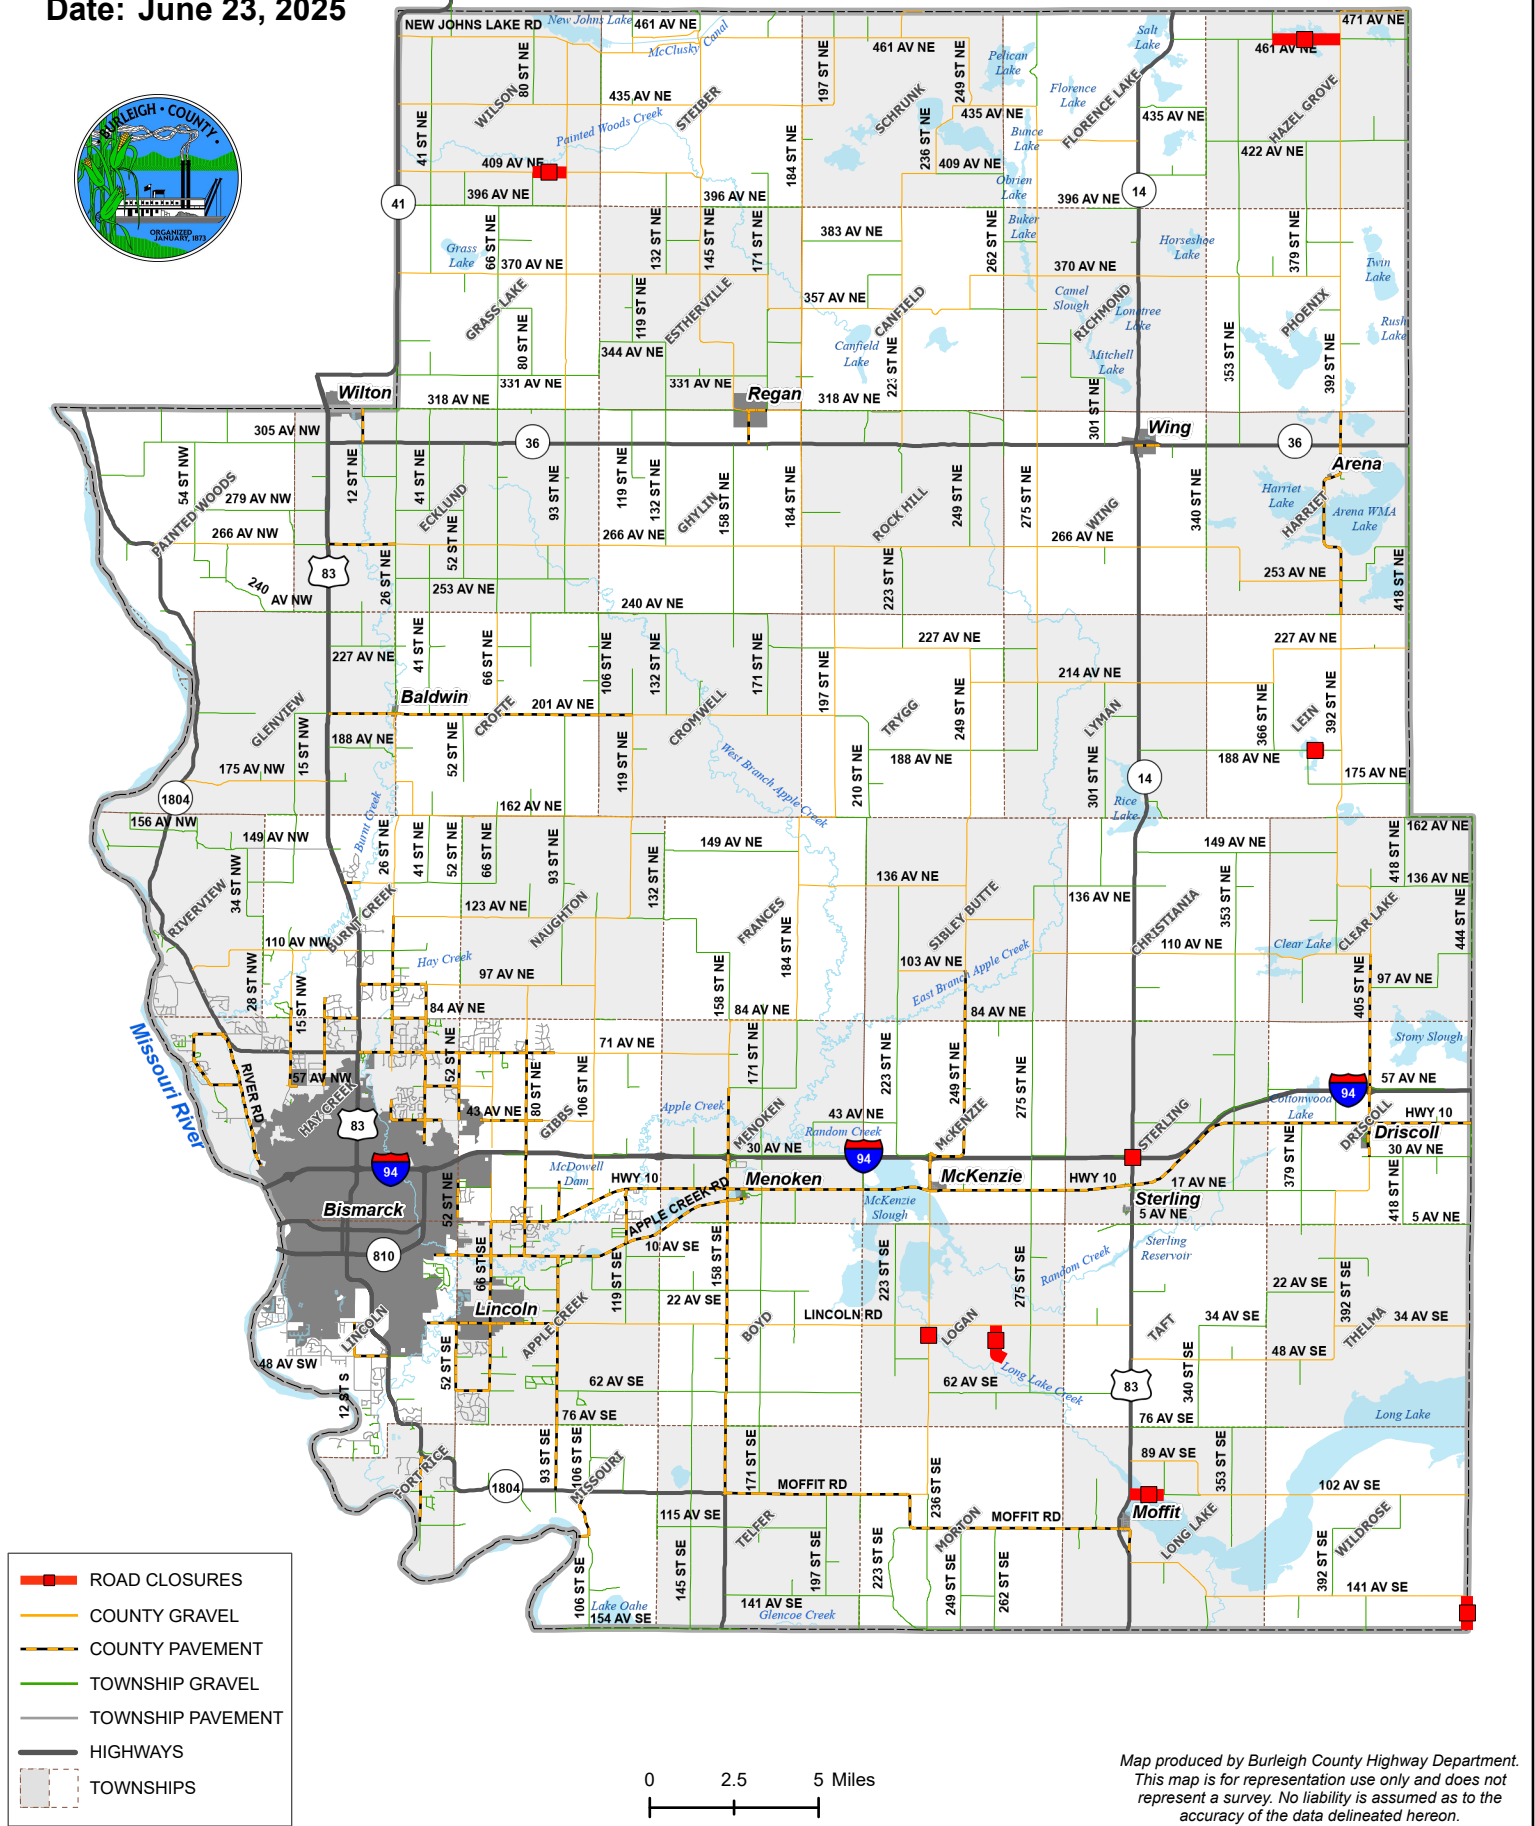 Date: June 23, 2025
BURLEIGH · COUNTY
ORGANIZED
JANUARY, 1873
NEW JOHNS LAKE RD
New Johns Lake
461 AV NE
McClusky Canal
461 AV NE
Salt
Lake
471 AV NE
461 AV NE
80 ST NE
197 ST NE
249 ST NE
Pelican
Lake
WILSON
435 AV NE
STEIBER
SCHRUNK
Florence
Lake
FLORENCE LAKE
HAZEL GROVE
Painted Woods Creek
435 AV NE
435 AV NE
41 ST NE
184 ST NE
236 ST NE
Bunce
Lake
422 AV NE
409 AV NE
409 AV NE
396 AV NE
396 AV NE
Obrien
Lake
396 AV NE
14
41
66 ST NE
132 ST NE
145 ST NE
171 ST NE
383 AV NE
262 ST NE
Buker
Lake
Horseshoe
Lake
379 ST NE
Grass
Lake
370 AV NE
370 AV NE
Twin
Lake
GRASS LAKE
119 ST NE
ESTHERVILLE
357 AV NE
CANFIELD
Camel
Slough
RICHMOND
Lonetree
Lake
PHOENIX
Rush
Lake
80 ST NE
344 AV NE
Canfield
Lake
223 ST NE
Mitchell
Lake
353 ST NE
392 ST NE
331 AV NE
331 AV NE
Wilton
318 AV NE
Regan
318 AV NE
301 ST NE
Wing
305 AV NW
36
36
Arena
54 ST NW
12 ST NE
41 ST NE
93 ST NE
119 ST NE
132 ST NE
158 ST NE
184 ST NE
249 ST NE
275 ST NE
340 ST NE
PAINTED WOODS
279 AV NW
ECKLUND
GHYLIN
ROCK HILL
WING
Harriet
Lake
HARRIET
Arena WMA
Lake
266 AV NW
52 ST NE
266 AV NE
266 AV NE
83
26 ST NE
253 AV NE
223 ST NE
253 AV NE
418 ST NE
240
AV NW
240 AV NE
227 AV NE
41 ST NE
66 ST NE
106 ST NE
132 ST NE
171 ST NE
227 AV NE
227 AV NE
214 AV NE
197 ST NE
249 ST NE
366 ST NE
392 ST NE
Baldwin
201 AV NE
GLENVIEW
CROFTE
CROMWELL
TRYGG
LYMAN
LEIN
15 ST NW
188 AV NE
52 ST NE
119 ST NE
West Branch Apple Creek
188 AV NE
188 AV NE
175 AV NW
210 ST NE
301 ST NE
14
175 AV NE
1804
162 AV NE
Rice
Lake
156 AV NW
149 AV NW
Burnt Creek
26 ST NE
41 ST NE
52 ST NE
66 ST NE
93 ST NE
132 ST NE
149 AV NE
149 AV NE
418 ST NE
162 AV NE
34 ST NW
136 AV NE
136 AV NE
353 ST NE
136 AV NE
RIVERVIEW
BURNT CREEK
123 AV NE
NAUGHTON
FRANCES
SIBLEY BUTTE
CHRISTIANIA
CLEAR LAKE
444 ST NE
110 AV NW
184 ST NE
110 AV NE
Clear Lake
28 ST NW
Hay Creek
97 AV NE
158 ST NE
103 AV NE
East Branch Apple Creek
97 AV NE
15 ST NW
84 AV NE
84 AV NE
84 AV NE
405 ST NE
Missouri River
71 AV NE
Stony Slough
RIVER RD
57 AV NW
52 ST NE
80 ST NE
106 ST NE
171 ST NE
223 ST NE
249 ST NE
275 ST NE
57 AV NE
94
HAY CREEK
43 AV NE
GIBBS
Apple Creek
MENOKEN
43 AV NE
Random Creek
McKENZIE
STERLING
Cottonwood
Lake
DRISCOLL
HWY 10
Driscoll
83
30 AV NE
94
30 AV NE
94
McDowell
Dam
HWY 10
Menoken
McKenzie
HWY 10
17 AV NE
379 ST NE
418 ST NE
Bismarck
52 ST NE
APPLE CREEK RD
McKenzie
Slough
Sterling
5 AV NE
5 AV NE
810
66 ST SE
10 AV SE
119 ST SE
158 ST SE
223 ST SE
275 ST SE
Random Creek
Sterling
Reservoir
22 AV SE
392 ST SE
Lincoln
22 AV SE
LINCOLN RD
34 AV SE
34 AV SE
LINCOLN
APPLE CREEK
BOYD
LOGAN
TAFT
THELMA
48 AV SW
52 ST SE
48 AV SE
62 AV SE
62 AV SE
Long Lake Creek
83
340 ST SE
12 ST S
76 AV SE
76 AV SE
Long Lake
FORT RICE
93 ST SE
106 ST SE
MISSOURI
171 ST SE
89 AV SE
353 ST SE
1804
MOFFIT RD
236 ST SE
102 AV SE
115 AV SE
TELFER
MORTON
MOFFIT RD
Moffit
LONG LAKE
WILDROSE
106 ST SE
145 ST SE
197 ST SE
223 ST SE
249 ST SE
262 ST SE
392 ST SE
141 AV SE
Lake Oahe
154 AV SE
141 AV SE
Glencoe Creek
ROAD CLOSURES
COUNTY GRAVEL
COUNTY PAVEMENT
TOWNSHIP GRAVEL
TOWNSHIP PAVEMENT
HIGHWAYS
TOWNSHIPS
0 2.5 5 Miles
Map produced by Burleigh County Highway Department.
This map is for representation use only and does not
represent a survey. No liability is assumed as to the
accuracy of the data delineated hereon.